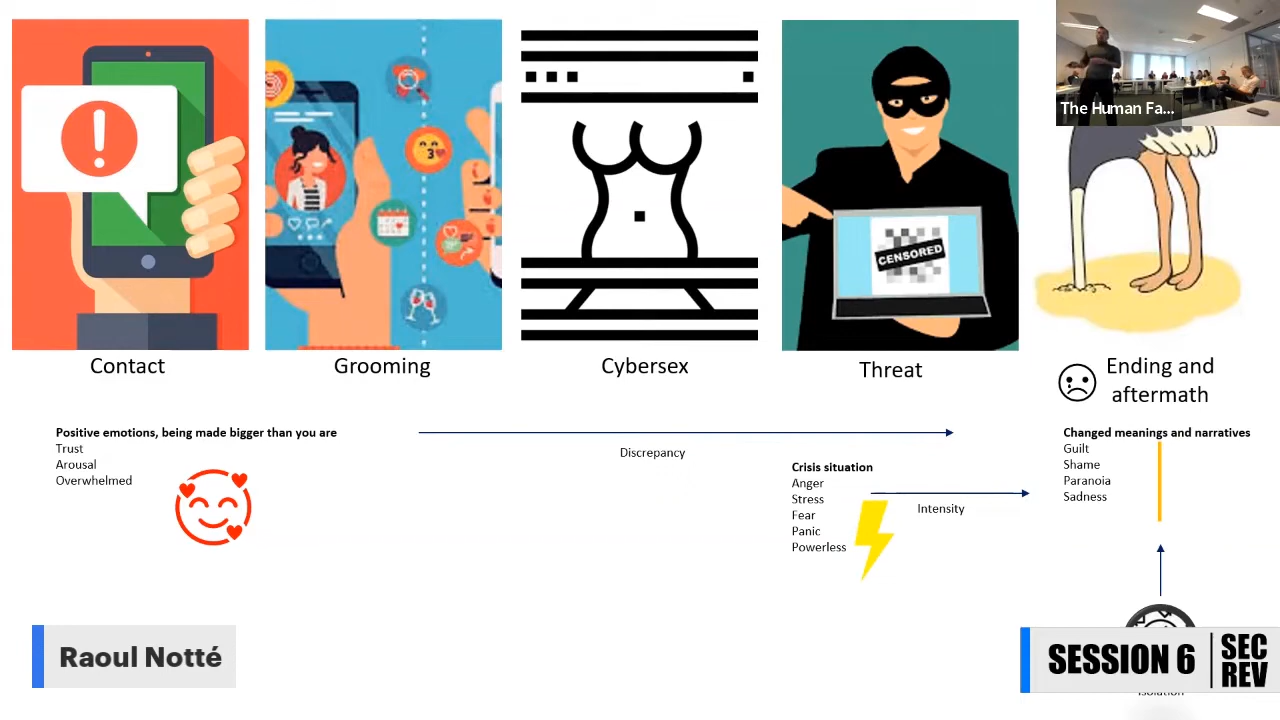 The Human Fa...
CENSORED
Contact
Grooming
Cybersex
Threat
Ending and
aftermath
Positive emotions, being made bigger than you are
Trust
Arousal
Overwhelmed
Discrepancy
Crisis situation
Anger
Stress
Fear
Panic
Powerless
Intensity
Changed meanings and narratives
Guilt
Shame
Paranoia
Sadness
Raoul Notté
SESSION 6
SEC
REV